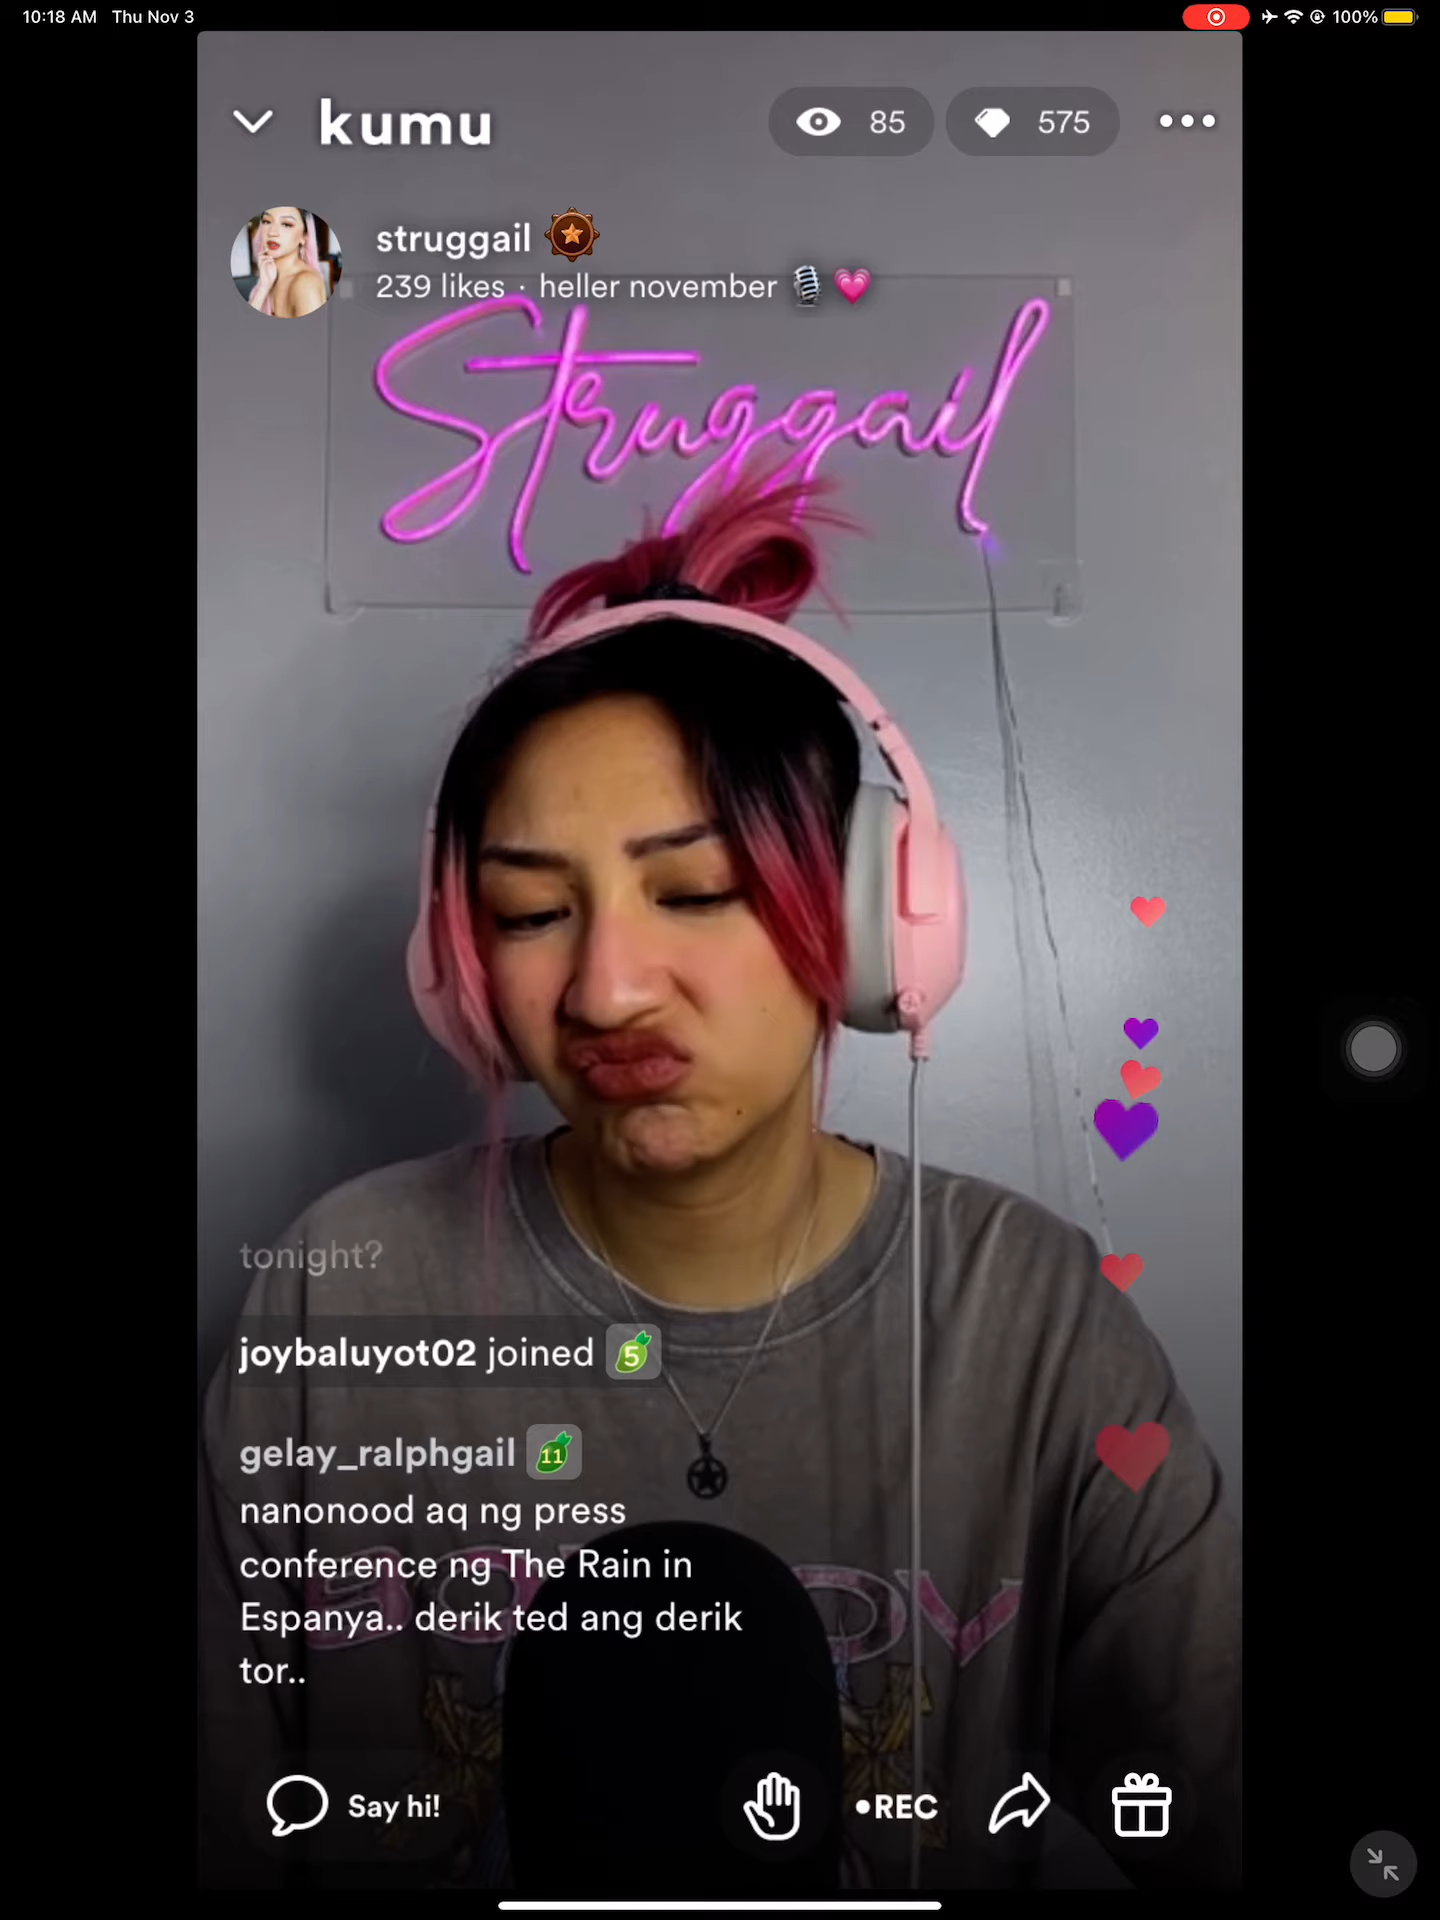 10:18 AM Thu Nov 3
100%
kumu
85
575
struggail
239 likes · heller november
Struggail
tonight?
joybaluyot02 joined 5
gelay_ralphgail 11
nanonood aq ng press
conference ng The Rain in
Espanya.. derik ted ang derik
tor..
Say hi!
•REC